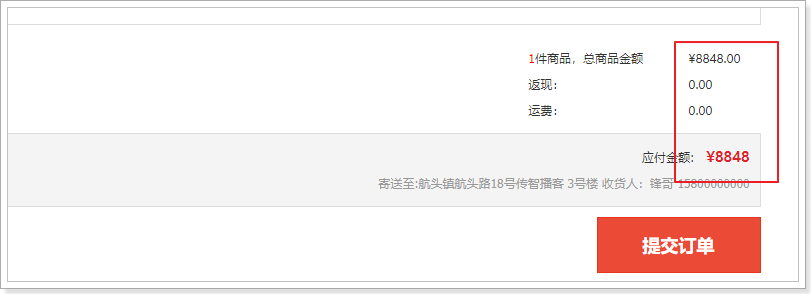 1件商品，总商品金额 ¥8848.00
返现： 0.00
运费： 0.00
应付金额: ¥8848
寄送至:航头镇航头路18号传智播客 3号楼 收货人：锋哥 15800000000
提交订单